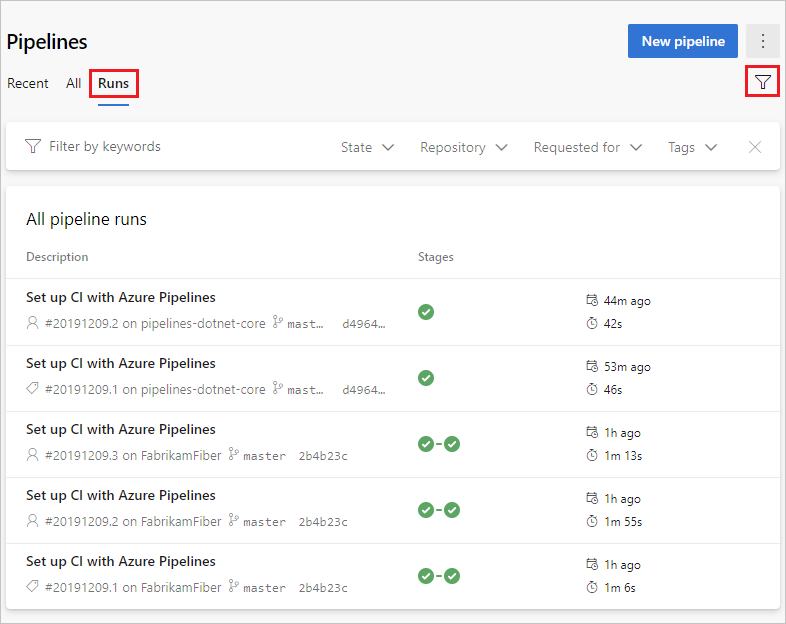 Pipelines
New pipeline
Recent All Runs
Filter by keywords State Repository Requested for Tags
All pipeline runs
Description Stages
Set up CI with Azure Pipelines
44m ago
#20191209.2 on pipelines-dotnet-core mast... d4964...
42s
Set up CI with Azure Pipelines
53m ago
#20191209.1 on pipelines-dotnet-core mast... d4964...
46s
Set up CI with Azure Pipelines
1h ago
#20191209.3 on FabrikamFiber master 2b4b23c
1m 13s
Set up CI with Azure Pipelines
1h ago
#20191209.2 on FabrikamFiber master 2b4b23c
1m 55s
Set up CI with Azure Pipelines
1h ago
#20191209.1 on FabrikamFiber master 2b4b23c
1m 6s